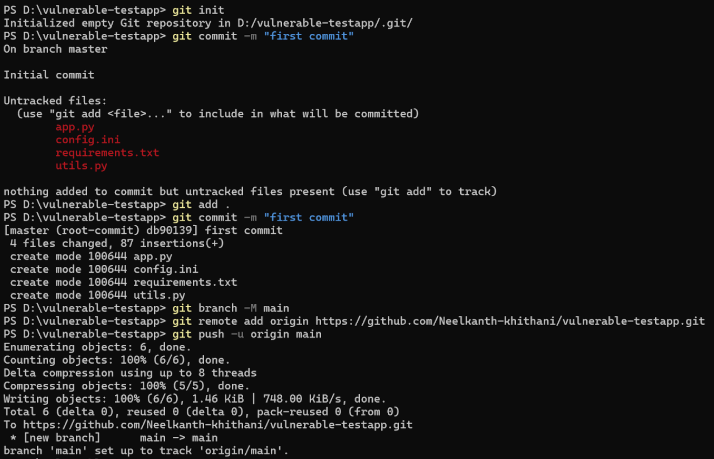 PS D:\vulnerable-testapp> git init
Initialized empty Git repository in D:/vulnerable-testapp/.git/
PS D:\vulnerable-testapp> git commit -m "first commit"
On branch master

Initial commit

Untracked files:
  (use "git add <file>..." to include in what will be committed)
        app.py
        config.ini
        requirements.txt
        utils.py

nothing added to commit but untracked files present (use "git add" to track)
PS D:\vulnerable-testapp> git add .
PS D:\vulnerable-testapp> git commit -m "first commit"
[master (root-commit) db90139] first commit
 4 files changed, 87 insertions(+)
 create mode 100644 app.py
 create mode 100644 config.ini
 create mode 100644 requirements.txt
 create mode 100644 utils.py
PS D:\vulnerable-testapp> git branch -M main
PS D:\vulnerable-testapp> git remote add origin https://github.com/Neelkanth-khithani/vulnerable-testapp.git
PS D:\vulnerable-testapp> git push -u origin main
Enumerating objects: 6, done.
Counting objects: 100% (6/6), done.
Delta compression using up to 8 threads
Compressing objects: 100% (5/5), done.
Writing objects: 100% (6/6), 1.46 KiB | 748.00 KiB/s, done.
Total 6 (delta 0), reused 0 (delta 0), pack-reused 0 (from 0)
To https://github.com/Neelkanth-khithani/vulnerable-testapp.git
 * [new branch]      main -> main
branch 'main' set up to track 'origin/main'.